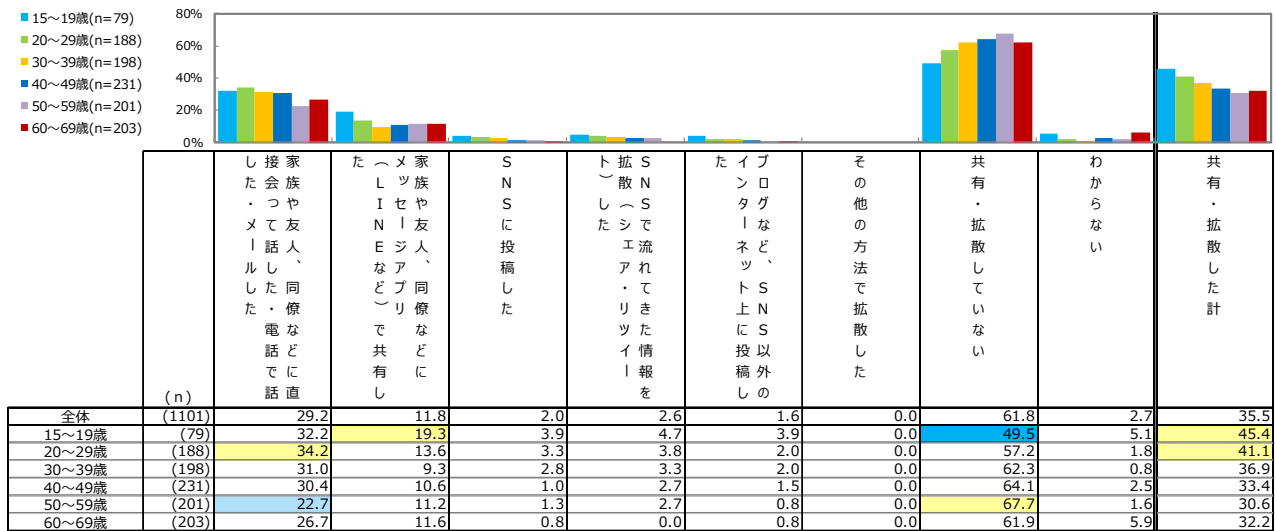 15～19歳(n=79)
20～29歳(n=188)
30～39歳(n=198)
40～49歳(n=231)
50～59歳(n=201)
60～69歳(n=203)
80%
60%
40%
20%
0%
(n)
家族や友人、同僚などに直
接会って話した・電話で話
した・メールした
家族や友人、同僚などに
メッセージアプリ
（LINEなど）で共有し
た
SNSに投稿した
SNSで流れてきた情報を
拡散（シェア・リツイー
ト）した
ブログなど、SNS以外の
インターネット上に投稿し
た
その他の方法で拡散した
共有・拡散していない
わからない
共有・拡散した計
全体 (1101) 29.2 11.8 2.0 2.6 1.6 0.0 61.8 2.7 35.5
15～19歳 (79) 32.2 19.3 3.9 4.7 3.9 0.0 49.5 5.1 45.4
20～29歳 (188) 34.2 13.6 3.3 3.8 2.0 0.0 57.2 1.8 41.1
30～39歳 (198) 31.0 9.3 2.8 3.3 2.0 0.0 62.3 0.8 36.9
40～49歳 (231) 30.4 10.6 1.0 2.7 1.5 0.0 64.1 2.5 33.4
50～59歳 (201) 22.7 11.2 1.3 2.7 0.8 0.0 67.7 1.6 30.6
60～69歳 (203) 26.7 11.6 0.8 0.0 0.8 0.0 61.9 5.9 32.2